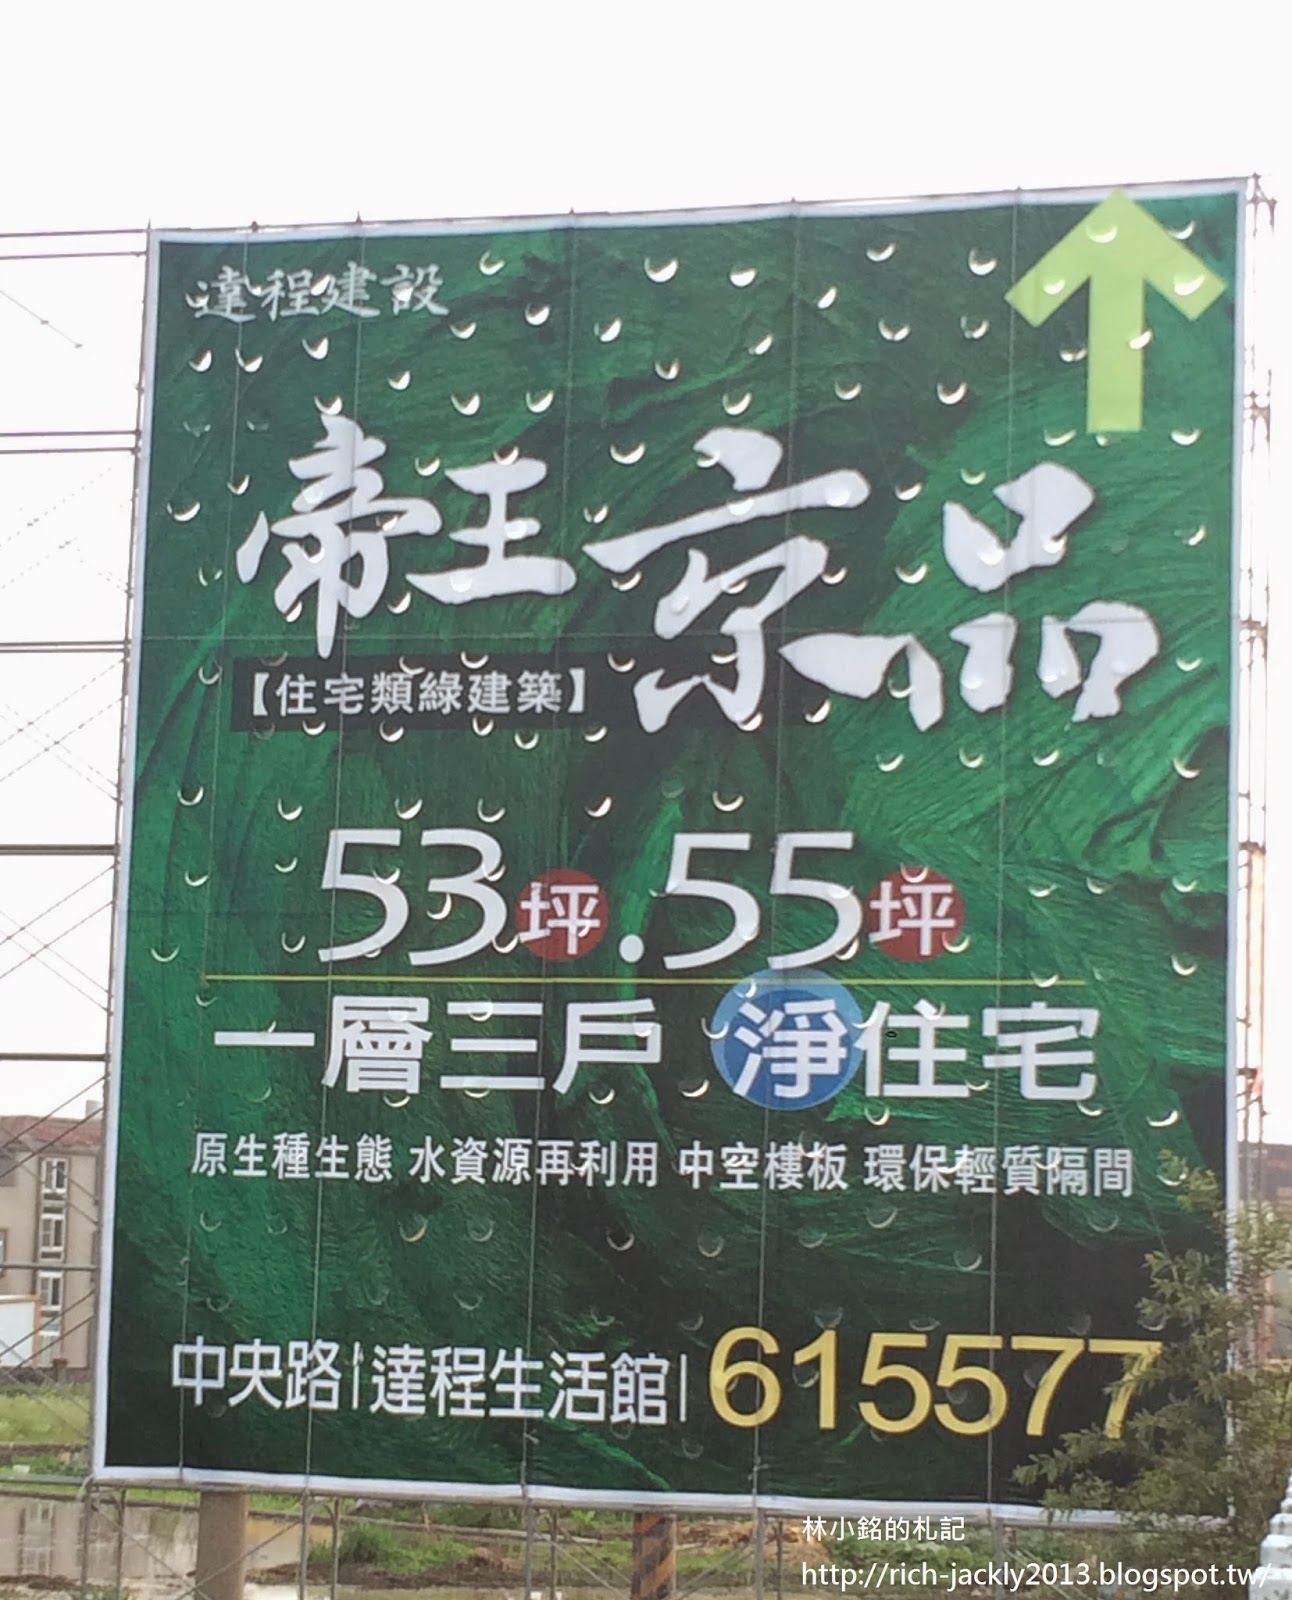 達程建設
帝王京品
【住宅類綠建築】
53坪.55坪
一層三戶 淨住宅
原生種生態 水資源再利用 中空樓板 環保輕質隔間
中央路|達程生活館|615577
林小銘的札記
http://rich-jackly2013.blogspot.tw/